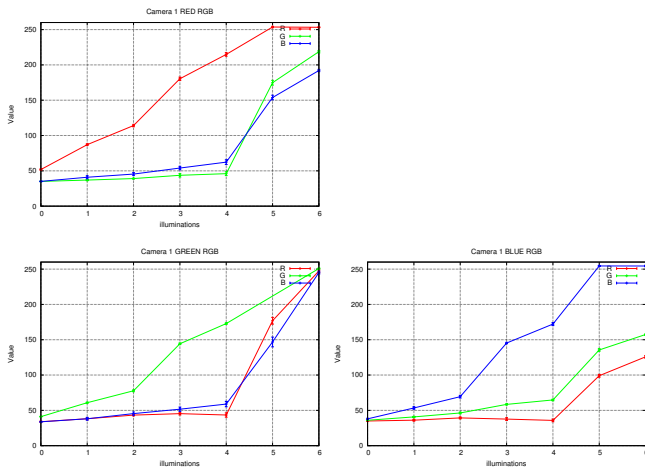 Camera 1 RED RGB
R
G
B
Value
250
200
150
100
50
0
0 1 2 3 4 5 6
illuminations
Camera 1 GREEN RGB
R
G
B
Value
250
200
150
100
50
0
0 1 2 3 4 5 6
illuminations
Camera 1 BLUE RGB
R
G
B
Value
250
200
150
100
50
0
0 1 2 3 4 5 6
illuminations